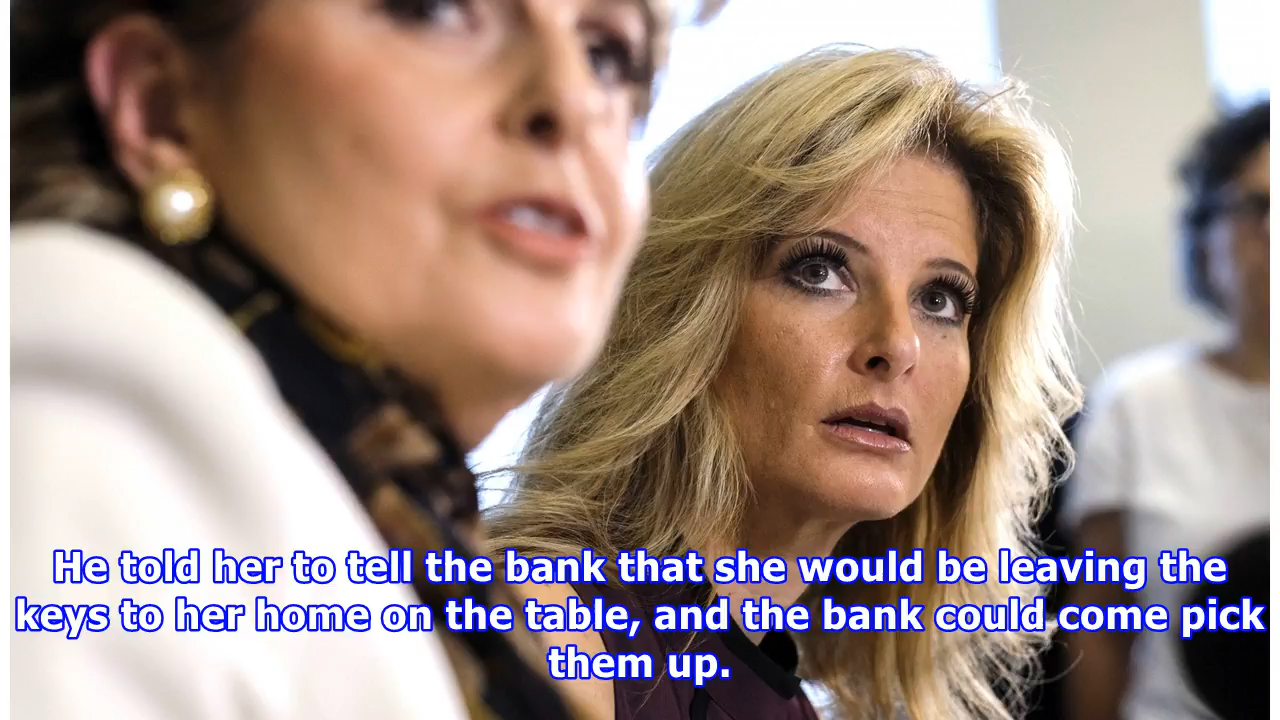 He told her to tell the bank that she would be leaving the
keys to her home on the table, and the bank could come pick
them up.